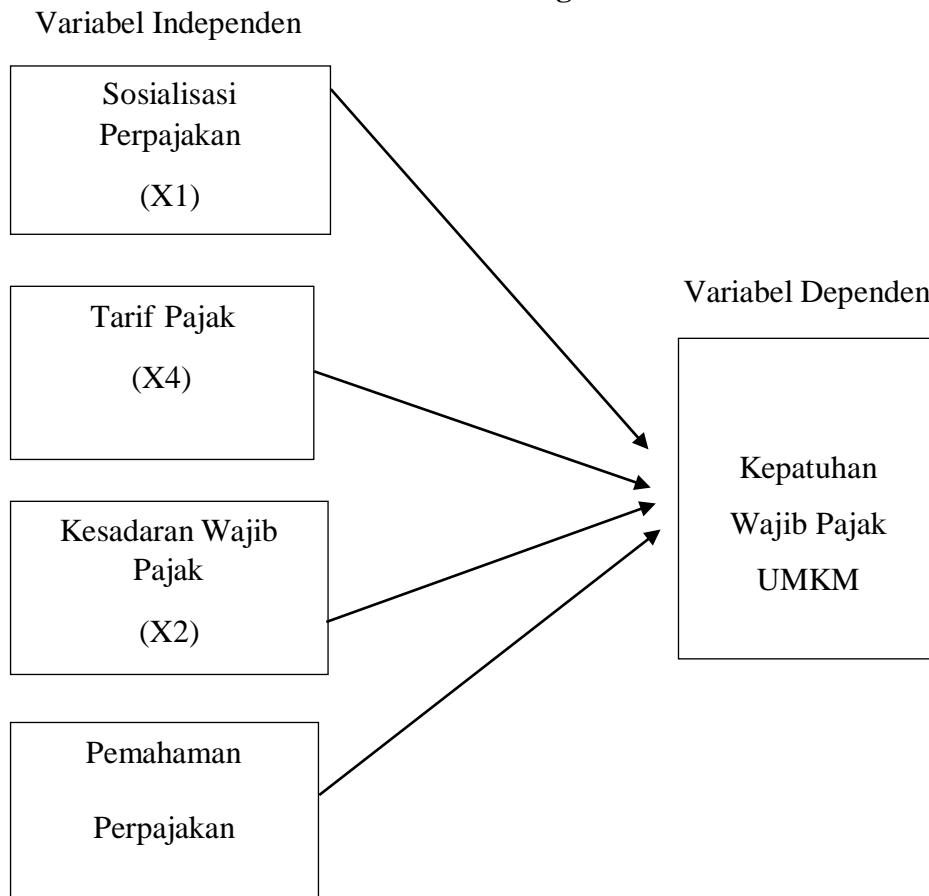 Variabel Independen
Sosialisasi
Perpajakan
(X1)
Tarif Pajak
(X4)
Kesadaran Wajib
Pajak
(X2)
Pemahaman
Perpajakan
Variabel Dependen
Kepatuhan
Wajib Pajak
UMKM